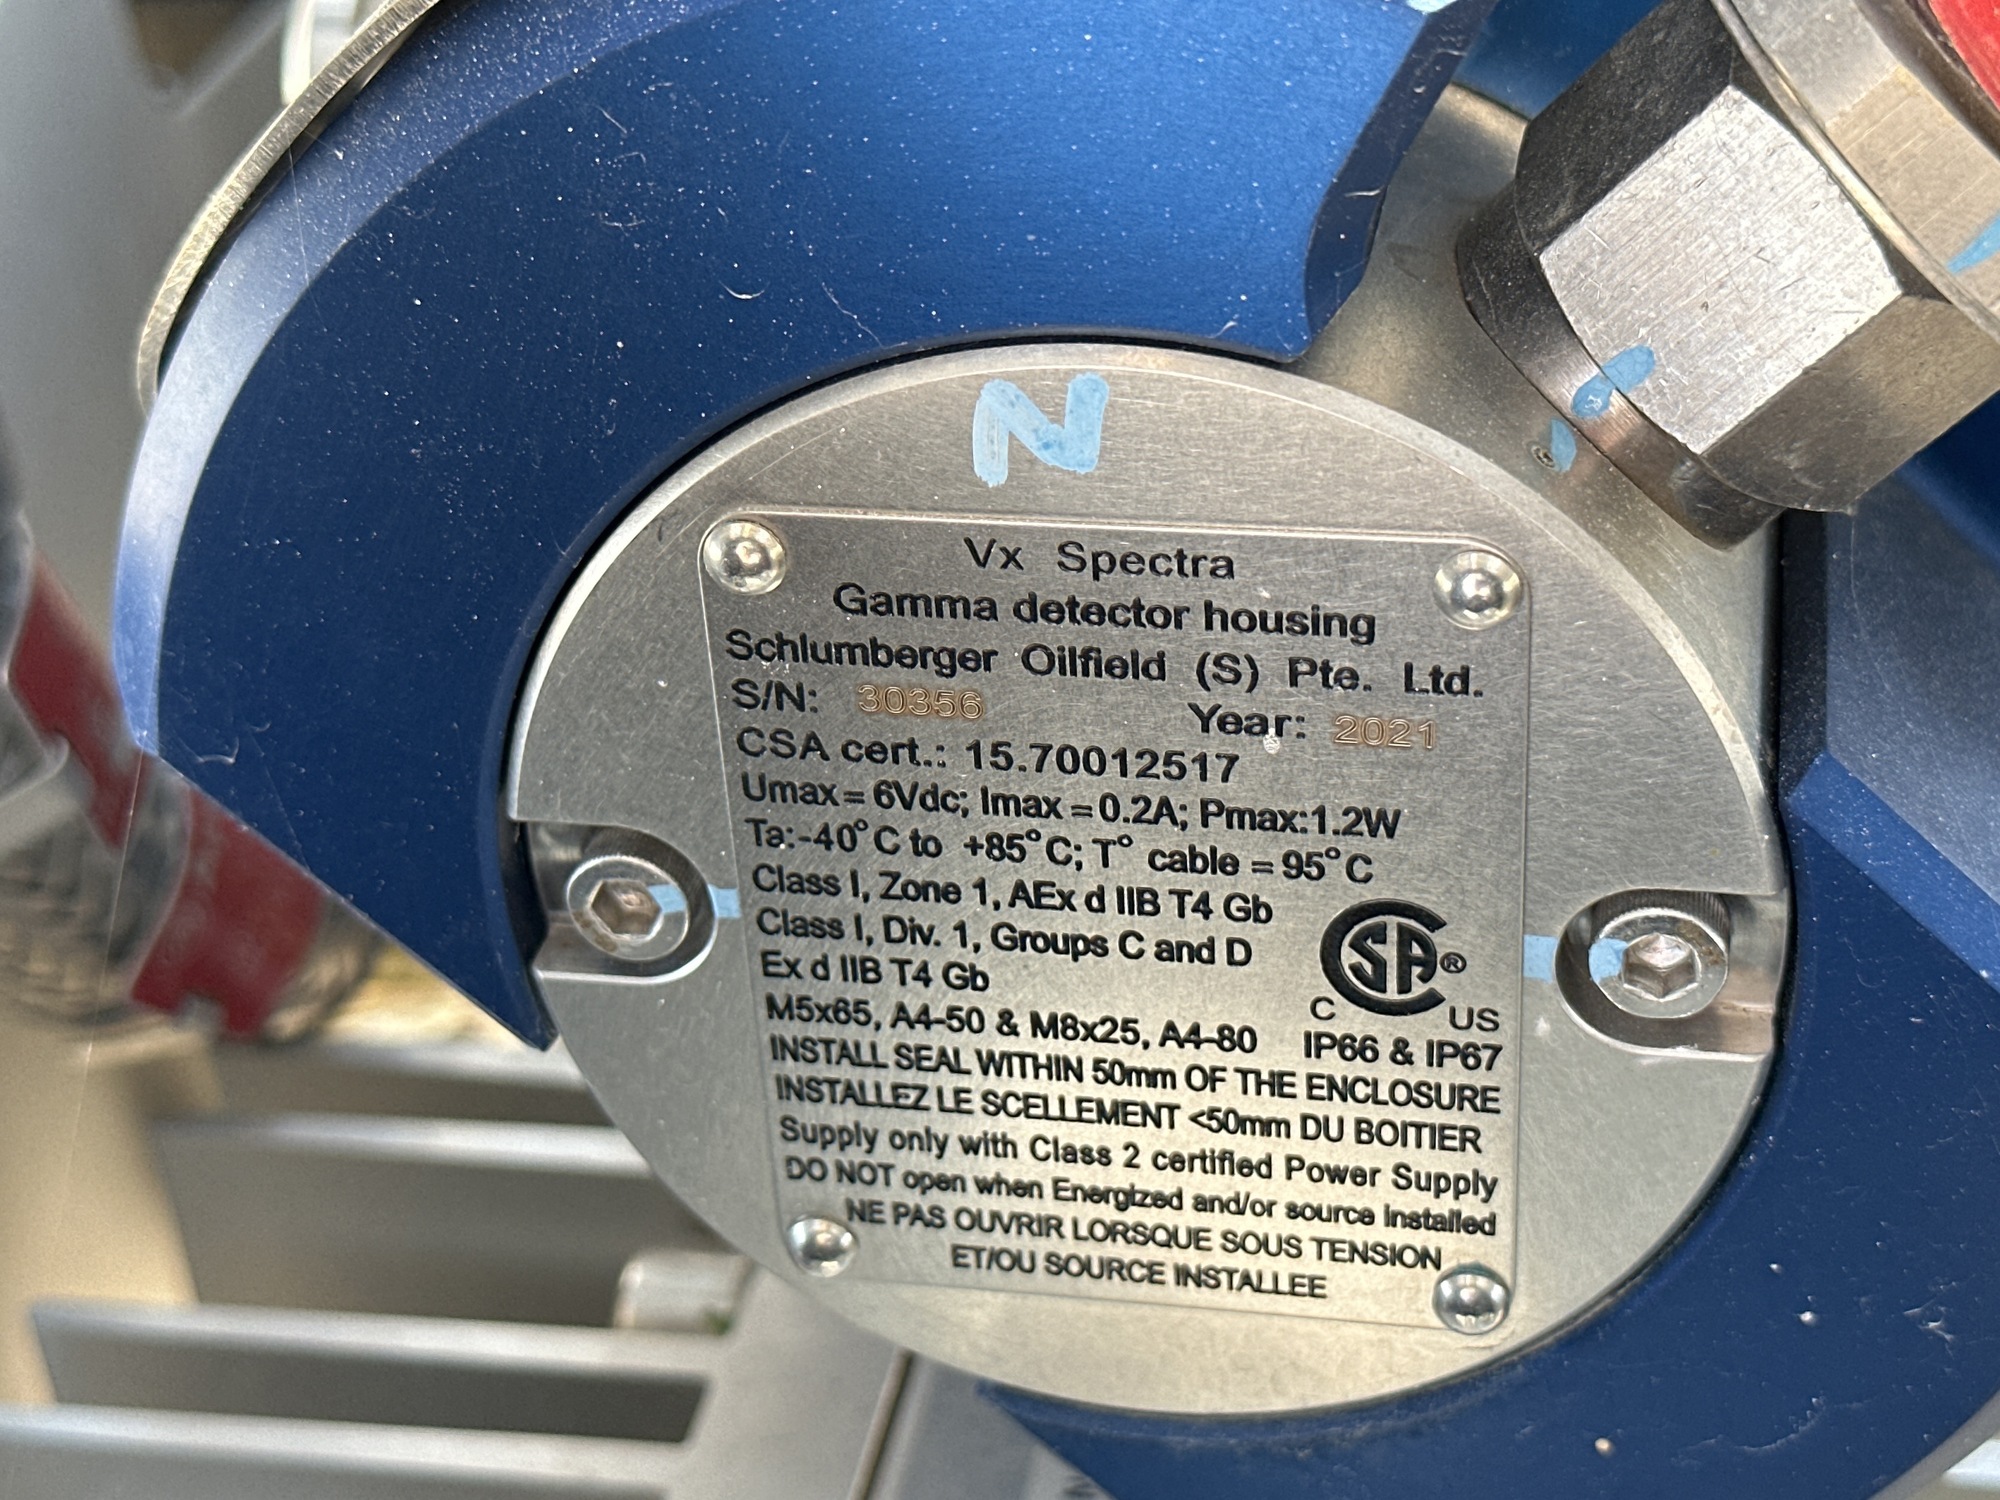 N
Vx Spectra
Gamma detector housing
Schlumberger Oilfield (S) Pte. Ltd.
S/N: 30356 Year: 2021
CSA cert.: 15.70012517
Umax = 6Vdc; Imax = 0.2A; Pmax:1.2W
Ta:-40°C to +85°C; T° cable = 95°C
Class I, Zone 1, AEx d IIB T4 Gb
Class I, Div. 1, Groups C and D
Ex d IIB T4 Gb
SA ®
C US
M5x65, A4-50 & M8x25, A4-80 IP66 & IP67
INSTALL SEAL WITHIN 50mm OF THE ENCLOSURE
INSTALLEZ LE SCELLEMENT <50mm DU BOITIER
Supply only with Class 2 certified Power Supply
DO NOT open when Energized and/or source Installed
NE PAS OUVRIR LORSQUE SOUS TENSION
ET/OU SOURCE INSTALLEE